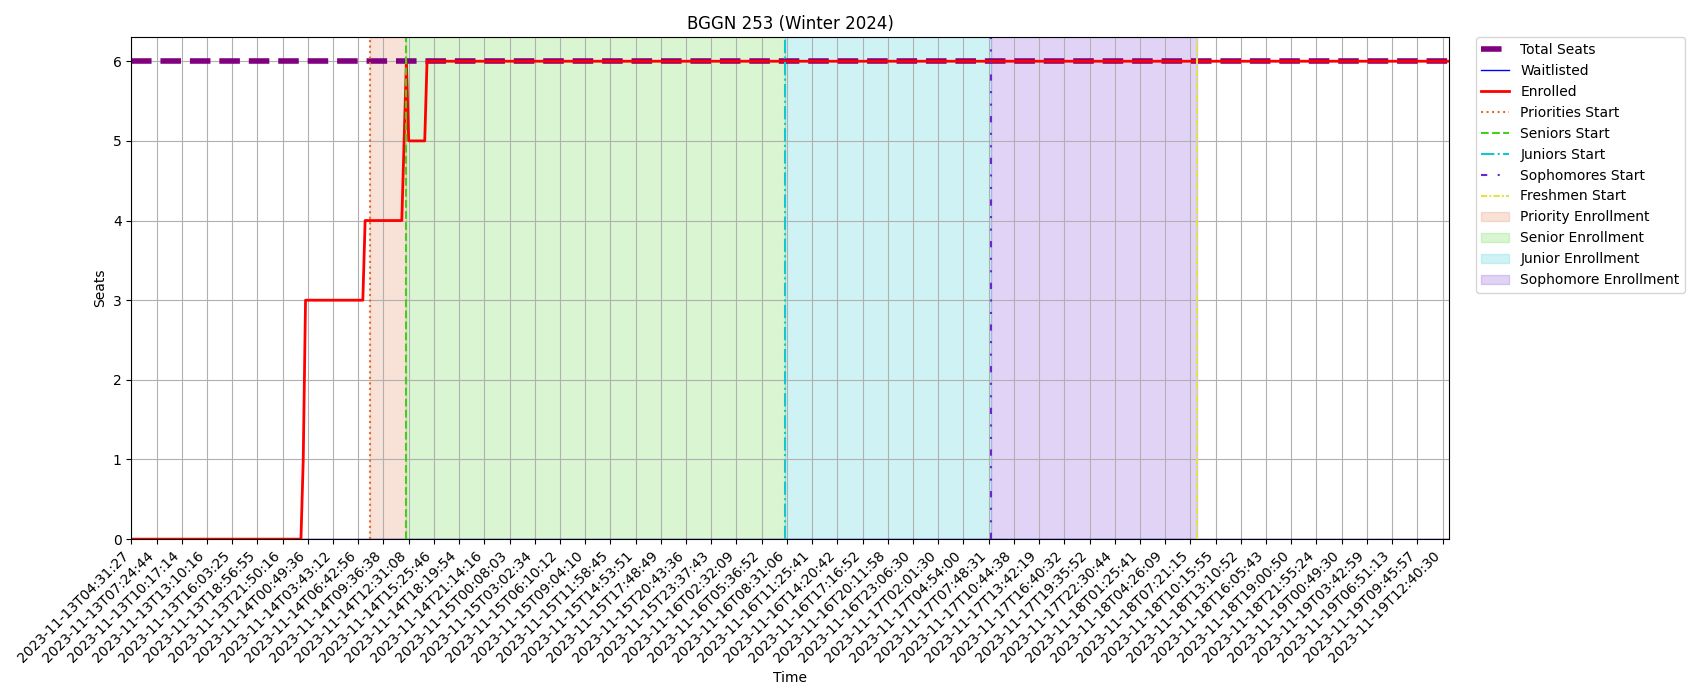 BGGN 253 (Winter 2024)
Seats
6
5
4
3
2
1
0
2023-11-13T04:31:27
2023-11-13T07:24:44
2023-11-13T10:17:14
2023-11-13T13:10:16
2023-11-13T16:03:25
2023-11-13T18:56:55
2023-11-13T21:50:16
2023-11-14T00:49:36
2023-11-14T03:43:12
2023-11-14T06:42:56
2023-11-14T09:36:38
2023-11-14T12:31:08
2023-11-14T15:25:46
2023-11-14T18:19:54
2023-11-14T21:14:16
2023-11-15T00:08:03
2023-11-15T03:02:34
2023-11-15T06:10:12
2023-11-15T09:04:10
2023-11-15T11:58:45
2023-11-15T14:53:51
2023-11-15T17:48:49
2023-11-15T20:43:36
2023-11-15T23:37:43
2023-11-16T02:32:09
2023-11-16T05:36:52
2023-11-16T08:31:06
2023-11-16T11:25:41
2023-11-16T14:20:42
2023-11-16T17:16:52
2023-11-16T20:11:58
2023-11-16T23:06:30
2023-11-17T02:01:30
2023-11-17T04:54:00
2023-11-17T07:48:31
2023-11-17T10:44:38
2023-11-17T13:42:19
2023-11-17T16:40:32
2023-11-17T19:35:52
2023-11-17T22:30:44
2023-11-18T01:25:41
2023-11-18T04:26:09
2023-11-18T07:21:15
2023-11-18T10:15:55
2023-11-18T13:10:52
2023-11-18T16:05:43
2023-11-18T19:00:50
2023-11-18T21:55:24
2023-11-19T00:49:30
2023-11-19T03:42:59
2023-11-19T06:51:13
2023-11-19T09:45:57
2023-11-19T12:40:30
Time
Total Seats
Waitlisted
Enrolled
Priorities Start
Seniors Start
Juniors Start
Sophomores Start
Freshmen Start
Priority Enrollment
Senior Enrollment
Junior Enrollment
Sophomore Enrollment